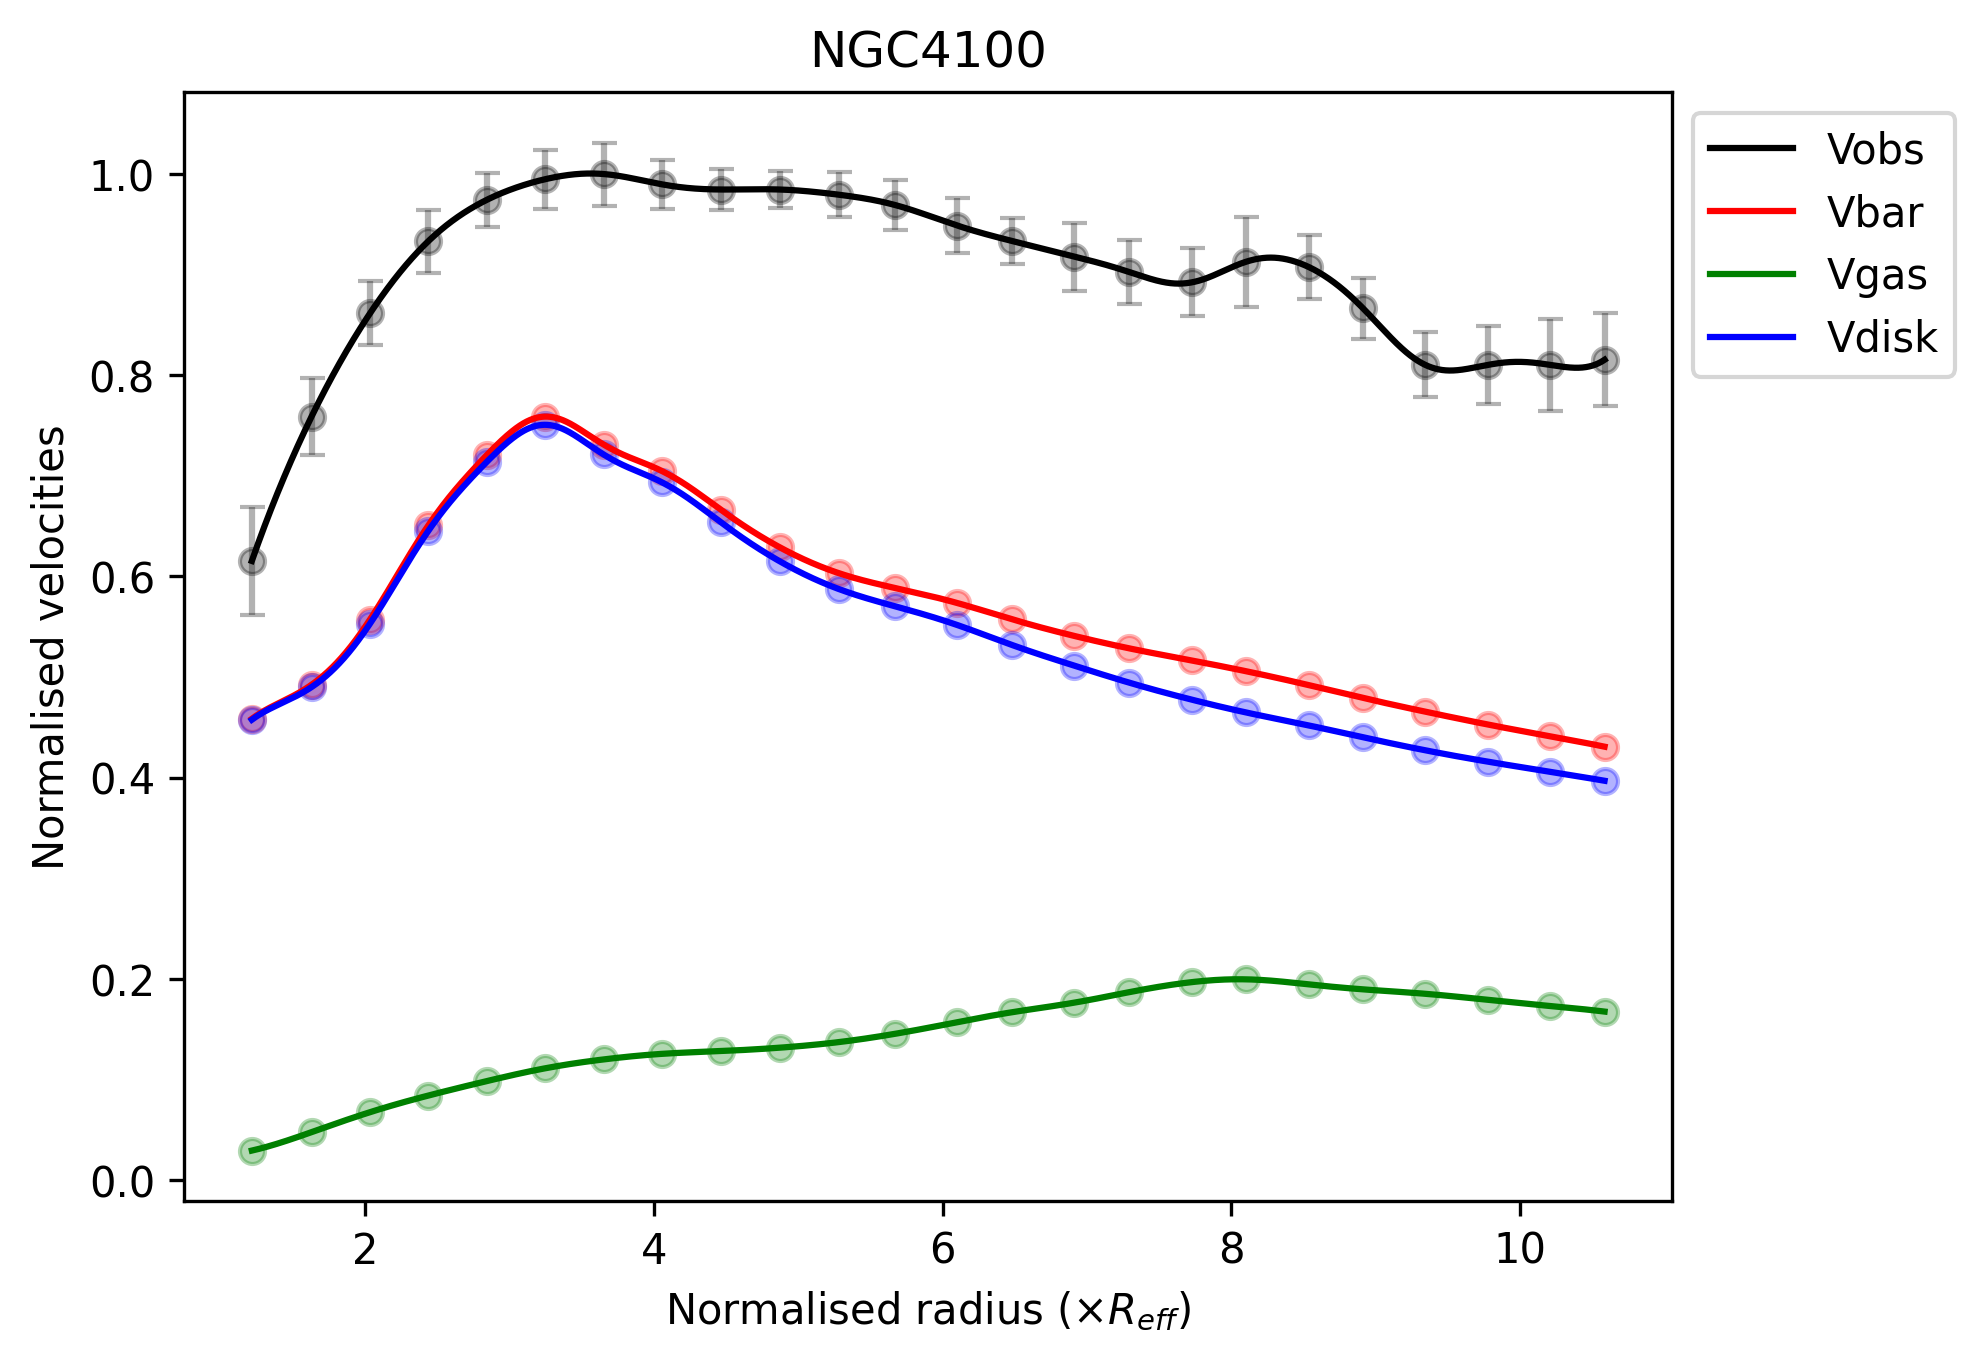 NGC4100
Vobs
Vbar
Vgas
Vdisk
Normalised velocities
1.0
0.8
0.6
0.4
0.2
0.0
2 4 6 8 10
Normalised radius (×R_eff)